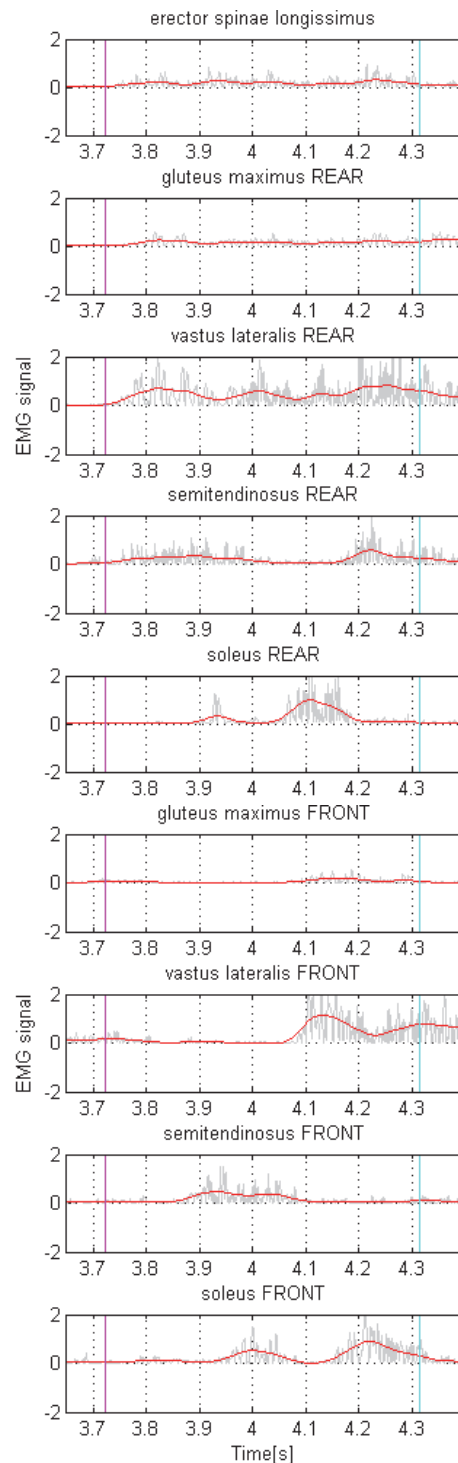 erector spinae longissimus
2
0
-2
3.7 3.8 3.9 4 4.1 4.2 4.3
gluteus maximus REAR
2
0
-2
3.7 3.8 3.9 4 4.1 4.2 4.3
vastus lateralis REAR
2
0
-2
EMG signal
3.7 3.8 3.9 4 4.1 4.2 4.3
semitendinosus REAR
2
0
-2
3.7 3.8 3.9 4 4.1 4.2 4.3
soleus REAR
2
0
-2
3.7 3.8 3.9 4 4.1 4.2 4.3
gluteus maximus FRONT
2
0
-2
3.7 3.8 3.9 4 4.1 4.2 4.3
vastus lateralis FRONT
2
0
-2
EMG signal
3.7 3.8 3.9 4 4.1 4.2 4.3
semitendinosus FRONT
2
0
-2
3.7 3.8 3.9 4 4.1 4.2 4.3
soleus FRONT
2
0
-2
3.7 3.8 3.9 4 4.1 4.2 4.3
Time[s]